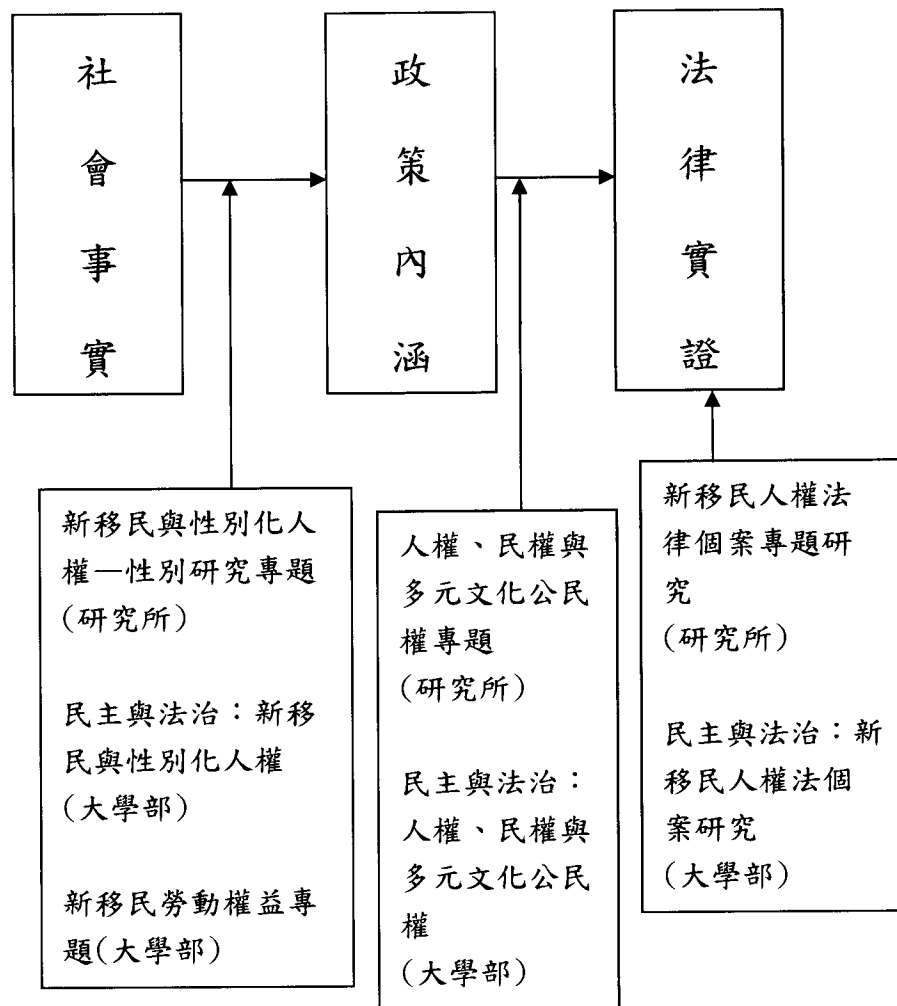 社會事實
政策內涵
法律實證
新移民與性別化人
權—性別研究專題
(研究所)
民主與法治：新移
民與性別化人權
(大學部)
新移民勞動權益專
題(大學部)
人權、民權與
多元文化公民
權專題
(研究所)
民主與法治：
人權、民權與
多元文化公民
權
(大學部)
新移民人權法
律個案專題研
究
(研究所)
民主與法治：新
移民人權法個
案研究
(大學部)